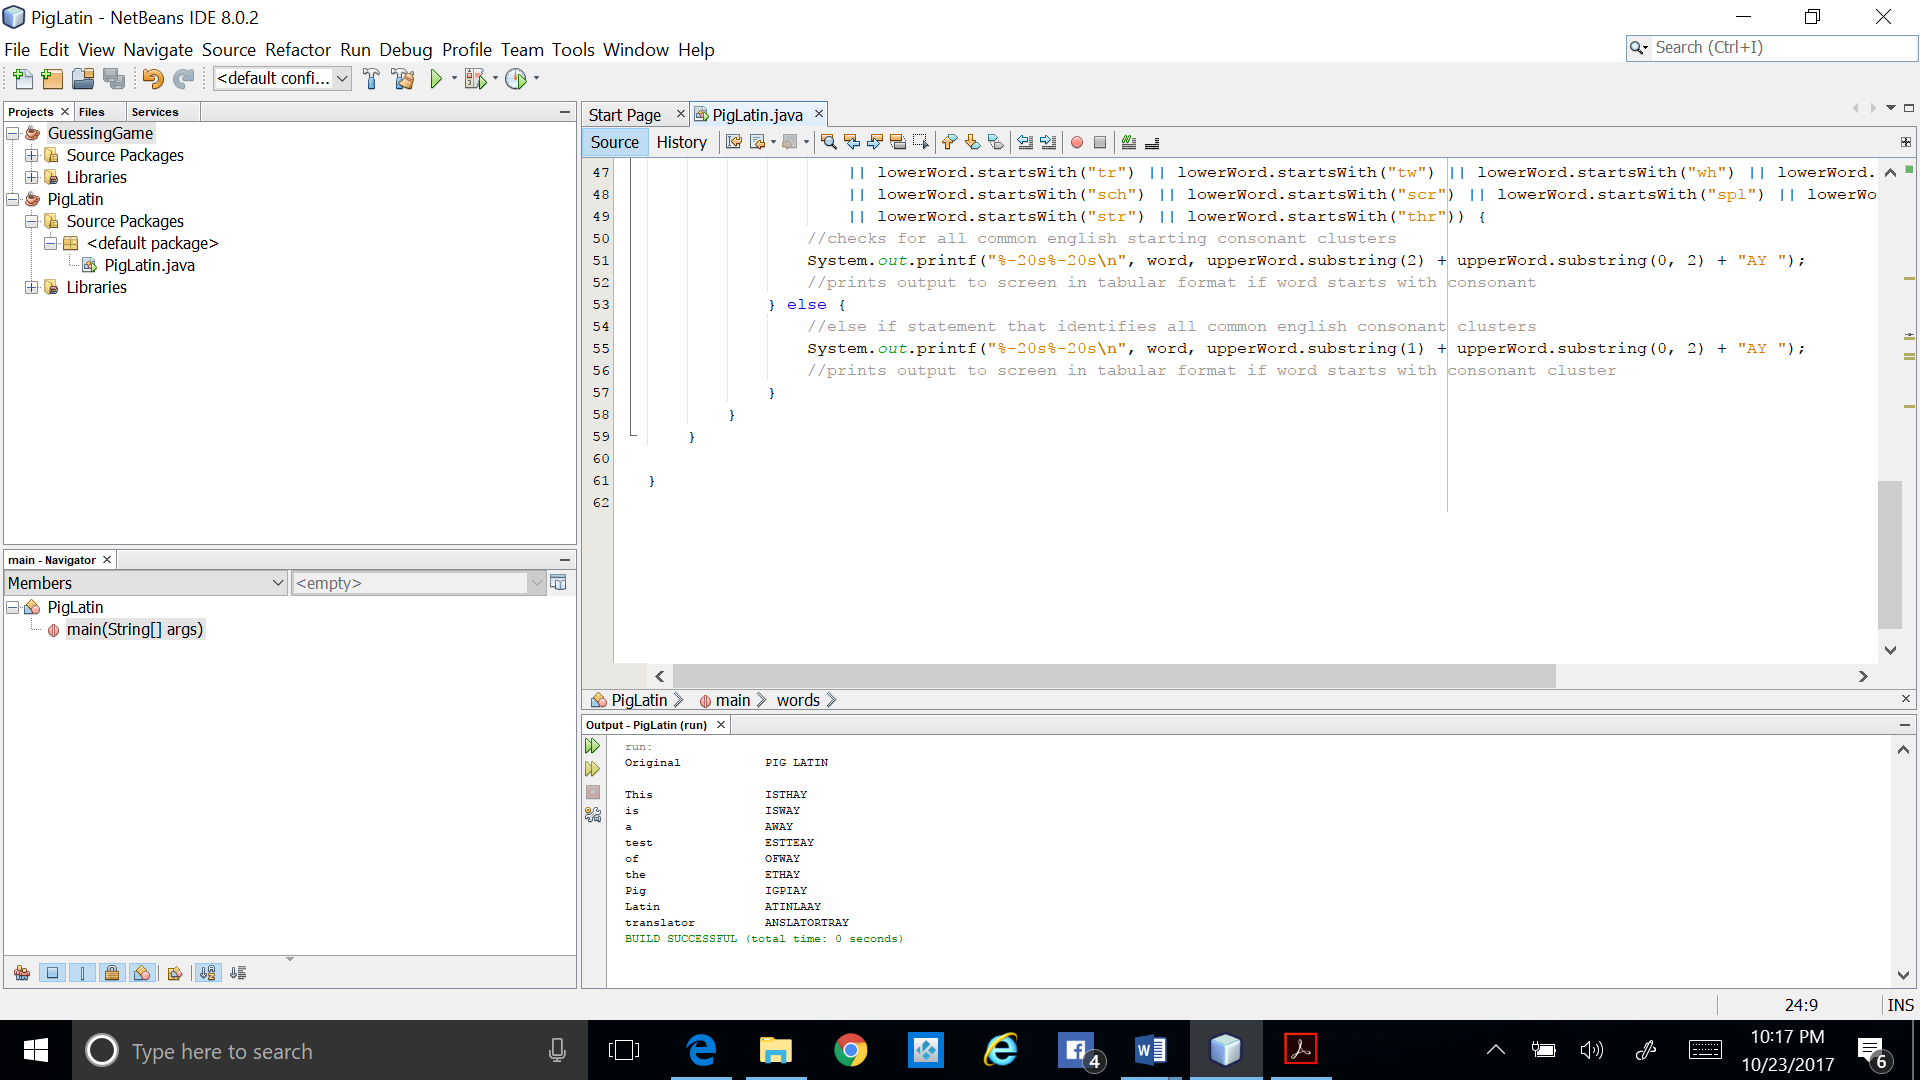 PigLatin - NetBeans IDE 8.0.2
File Edit View Navigate Source Refactor Run Debug Profile Team Tools Window Help
Search (Ctrl+I)
<default confi...
Projects Files Services
GuessingGame
Source Packages
Libraries
PigLatin
Source Packages
<default package>
PigLatin.java
Libraries
main - Navigator
Members <empty>
PigLatin
main(String[] args)
Start Page PigLatin.java
Source History
47 || lowerWord.startsWith("tr") || lowerWord.startsWith("tw") || lowerWord.startsWith("wh") || lowerWord.
48 || lowerWord.startsWith("sch") || lowerWord.startsWith("scr") || lowerWord.startsWith("spl") || lowerWo
49 || lowerWord.startsWith("str") || lowerWord.startsWith("thr")) {
50 //checks for all common english starting consonant clusters
51 System.out.printf("%-20s%-20s\n", word, upperWord.substring(2) + upperWord.substring(0, 2) + "AY ");
52 //prints output to screen in tabular format if word starts with consonant
53 } else {
54 //else if statement that identifies all common english consonant clusters
55 System.out.printf("%-20s%-20s\n", word, upperWord.substring(1) + upperWord.substring(0, 2) + "AY ");
56 //prints output to screen in tabular format if word starts with consonant cluster
57 }
58 }
59 }
60
61 }
62
PigLatin main words
Output - PigLatin (run)
run:
Original PIG LATIN
This ISTHAY
is ISWAY
a AWAY
test ESTTEAY
of OFWAY
the ETHAY
Pig IGPIAY
Latin ATINLAAY
translator ANSLATORTRAY
BUILD SUCCESSFUL (total time: 0 seconds)
24:9 INS
Type here to search
4
10:17 PM
10/23/2017
6